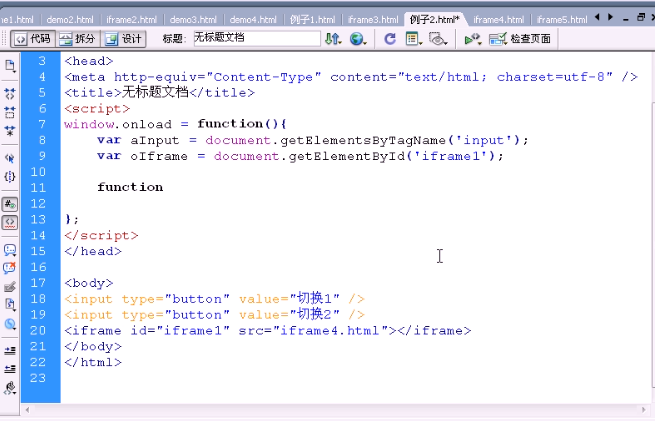 me1.html demo2.html iframe2.html demo3.html demo4.html 例子1.html iframe3.html 例子2.html* iframe4.html iframe5.html
代码 拆分 设计 标题: 无标题文档 检查页面
3 <head>
4 <meta http-equiv="Content-Type" content="text/html; charset=utf-8" />
5 <title>无标题文档</title>
6 <script>
7 window.onload = function(){
8 var aInput = document.getElementsByTagName('input');
9 var oIframe = document.getElementById('iframe1');
10
11 function
12
13 };
14 </script>
15 </head>
16
17 <body>
18 <input type="button" value="切换1" />
19 <input type="button" value="切换2" />
20 <iframe id="iframe1" src="iframe4.html"></iframe>
21 </body>
22 </html>
23